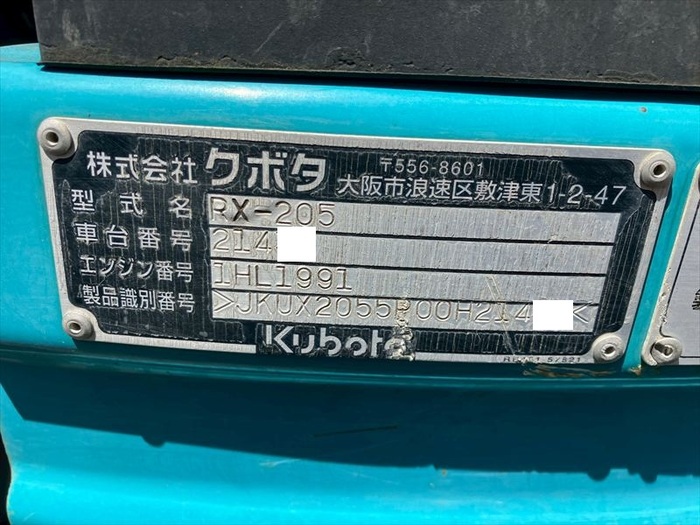 株式会社クボタ
〒556-8601
大阪市浪速区敷津東1-2-47
型式名 RX-205
車台番号 214
エンジン番号 1HL1991
製品識別番号 >JKUX2055P00H214 <
Kubota